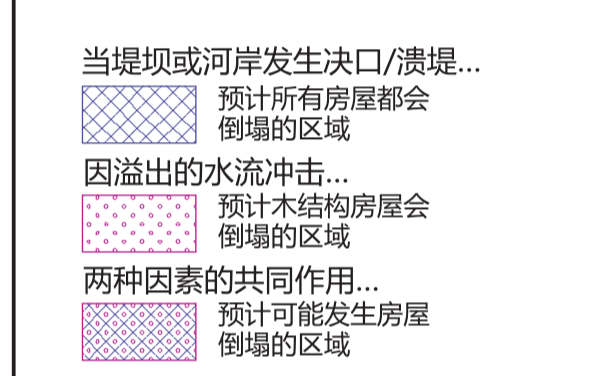 当堤坝或河岸发生决口/溃堤...
预计所有房屋都会
倒塌的区域
因溢出的水流冲击...
预计木结构房屋会
倒塌的区域
两种因素的共同作用...
预计可能发生房屋
倒塌的区域